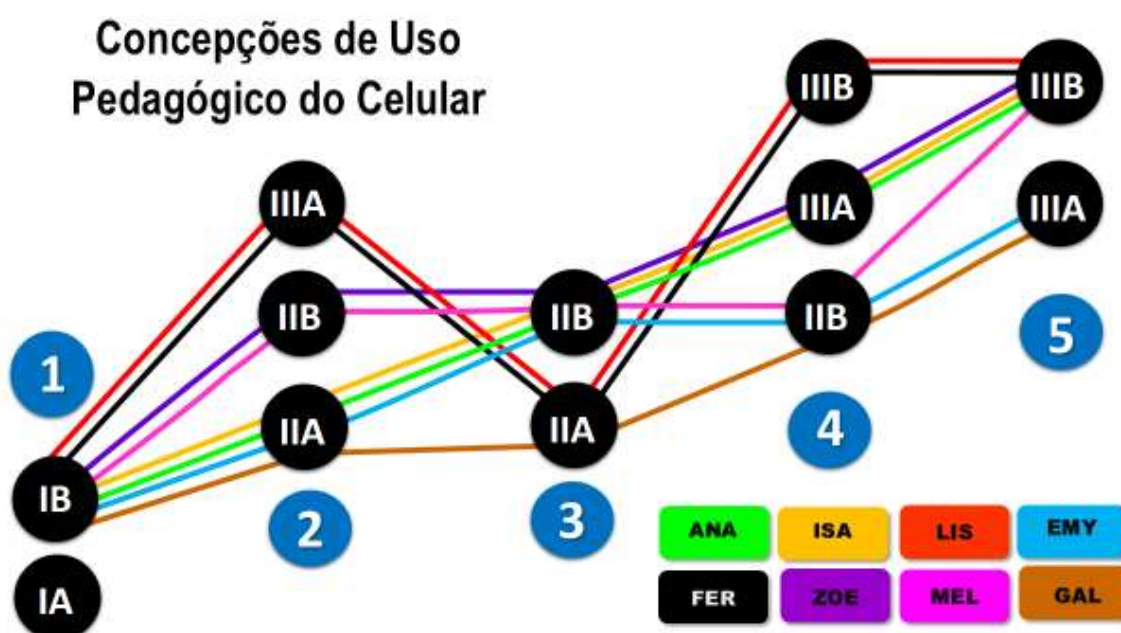 Concepções de Uso
Pedagógico do Celular
IIIB
IIIB
IIIA
IIIA
IIIA
IIB
IIB
IIB
1
5
IIA
IIA
4
IB
2
3
IA
ANA
ISA
LIS
EMY
FER
ZOE
MEL
GAL